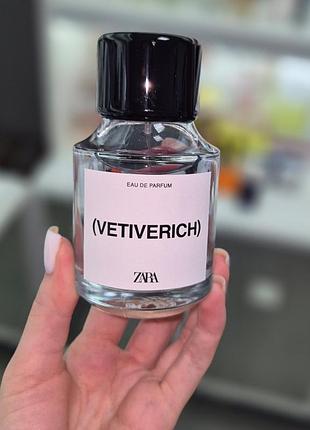 EAU DE PARFUM
(VETIVERICH)
ZARA